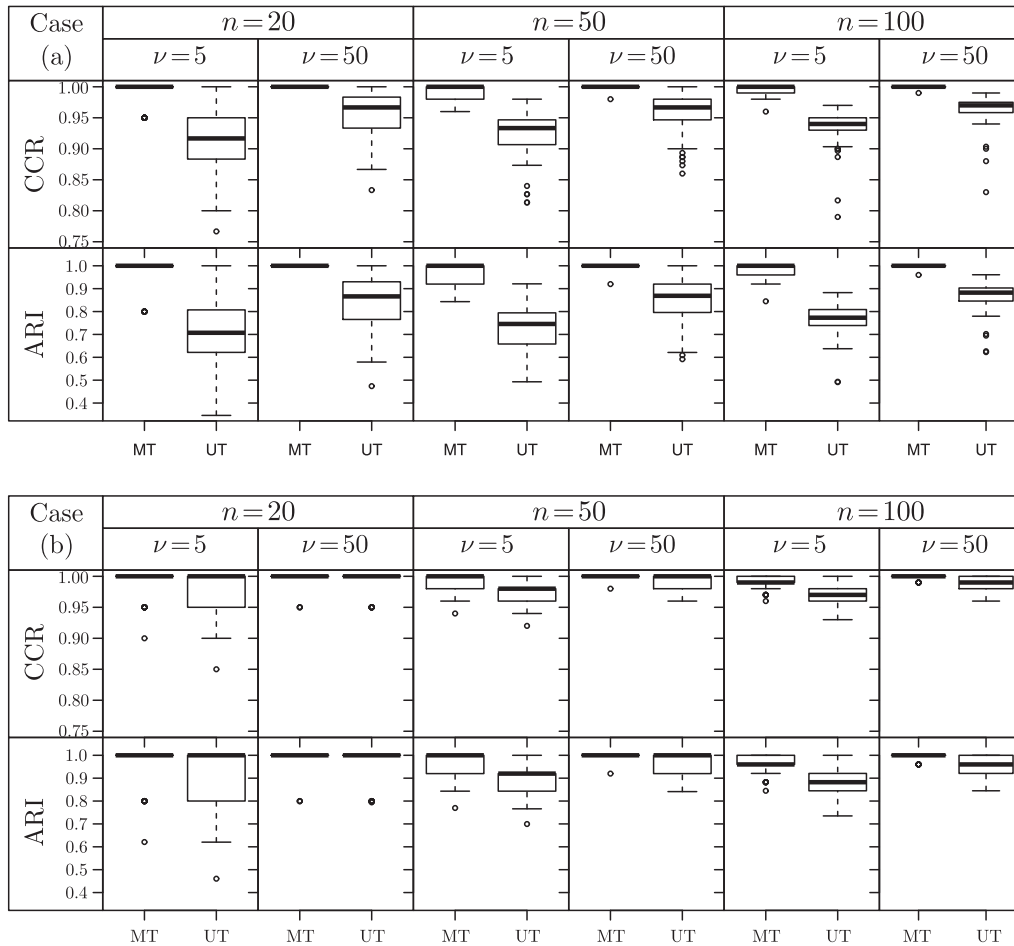 Case n = 20 n = 50 n = 100
(a) ν = 5 ν = 50 ν = 5 ν = 50 ν = 5 ν = 50
CCR
1.00
0.95
0.90
0.85
0.80
0.75
ARI
1.0
0.9
0.8
0.7
0.6
0.5
0.4
MT UT MT UT MT UT MT UT MT UT MT UT
Case n = 20 n = 50 n = 100
(b) ν = 5 ν = 50 ν = 5 ν = 50 ν = 5 ν = 50
CCR
1.00
0.95
0.90
0.85
0.80
0.75
ARI
1.0
0.9
0.8
0.7
0.6
0.5
0.4
MT UT MT UT MT UT MT UT MT UT MT UT